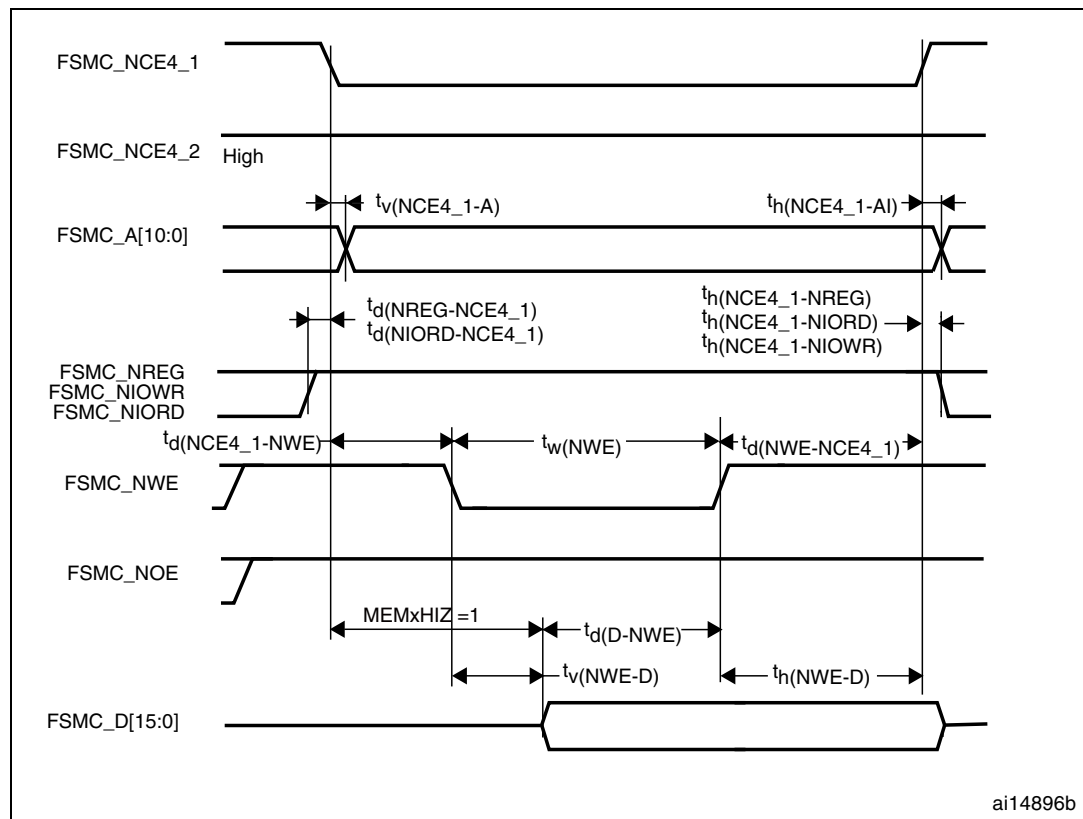 FSMC_NCE4_1
FSMC_NCE4_2 High
tv(NCE4_1-A)
th(NCE4_1-AI)
FSMC_A[10:0]
td(NREG-NCE4_1)
td(NIORD-NCE4_1)
th(NCE4_1-NREG)
th(NCE4_1-NIORD)
th(NCE4_1-NIOWR)
FSMC_NREG
FSMC_NIOWR
FSMC_NIORD
td(NCE4_1-NWE)
tw(NWE)
td(NWE-NCE4_1)
FSMC_NWE
FSMC_NOE
MEMxHIZ =1
td(D-NWE)
tv(NWE-D)
th(NWE-D)
FSMC_D[15:0]
ai14896b